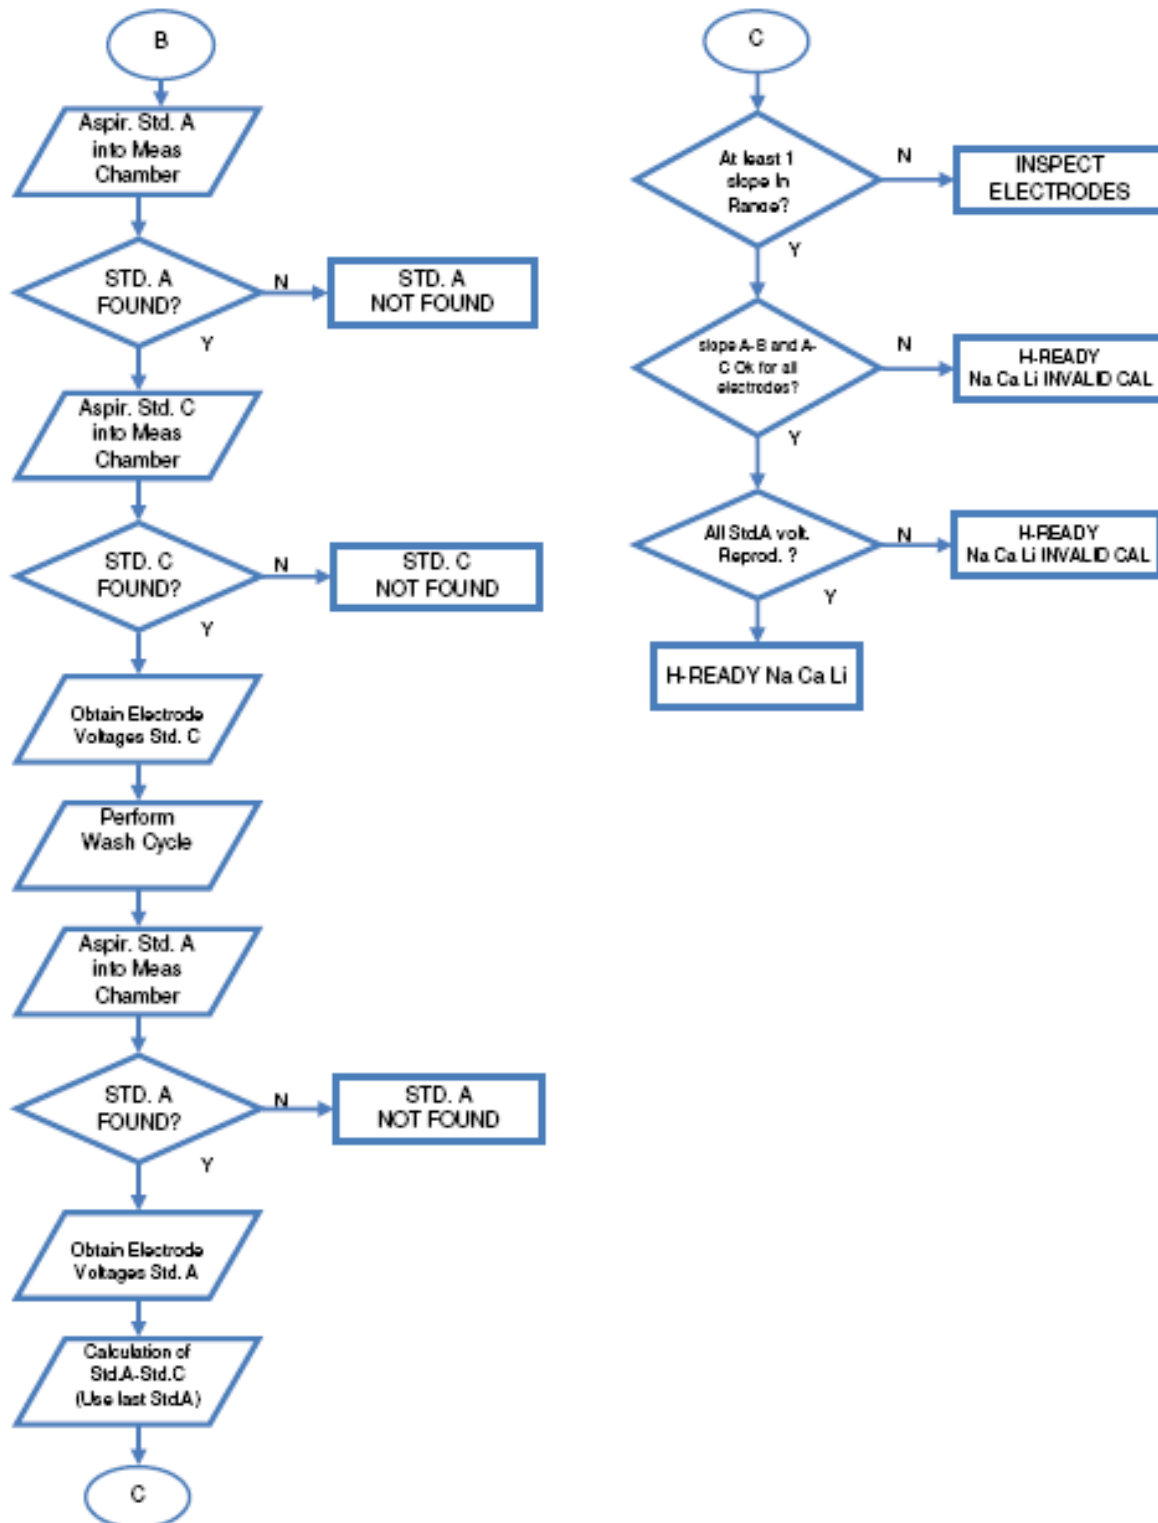 B
Aspir. Std. A
into Meas
Chamber
STD. A
FOUND?
N
STD. A
NOT FOUND
Y
Aspir. Std. C
into Meas
Chamber
STD. C
FOUND?
N
STD. C
NOT FOUND
Y
Obtain Electrode
Voltages Std. C
Perform
Wash Cycle
Aspir. Std. A
into Meas
Chamber
STD. A
FOUND?
N
STD. A
NOT FOUND
Y
Obtain Electrode
Voltages Std. A
Calculation of
Std.A-Std.C
(Use last Std.A)
C
C
At least 1
slope in
Range?
N
INSPECT
ELECTRODES
Y
slope A-B and A-
C Ok for all
electrodes?
N
H-READY
Na Ca Li INVALID CAL
Y
All Std.A volt.
Reprod. ?
N
H-READY
Na Ca Li INVALID CAL
Y
H-READY Na Ca Li